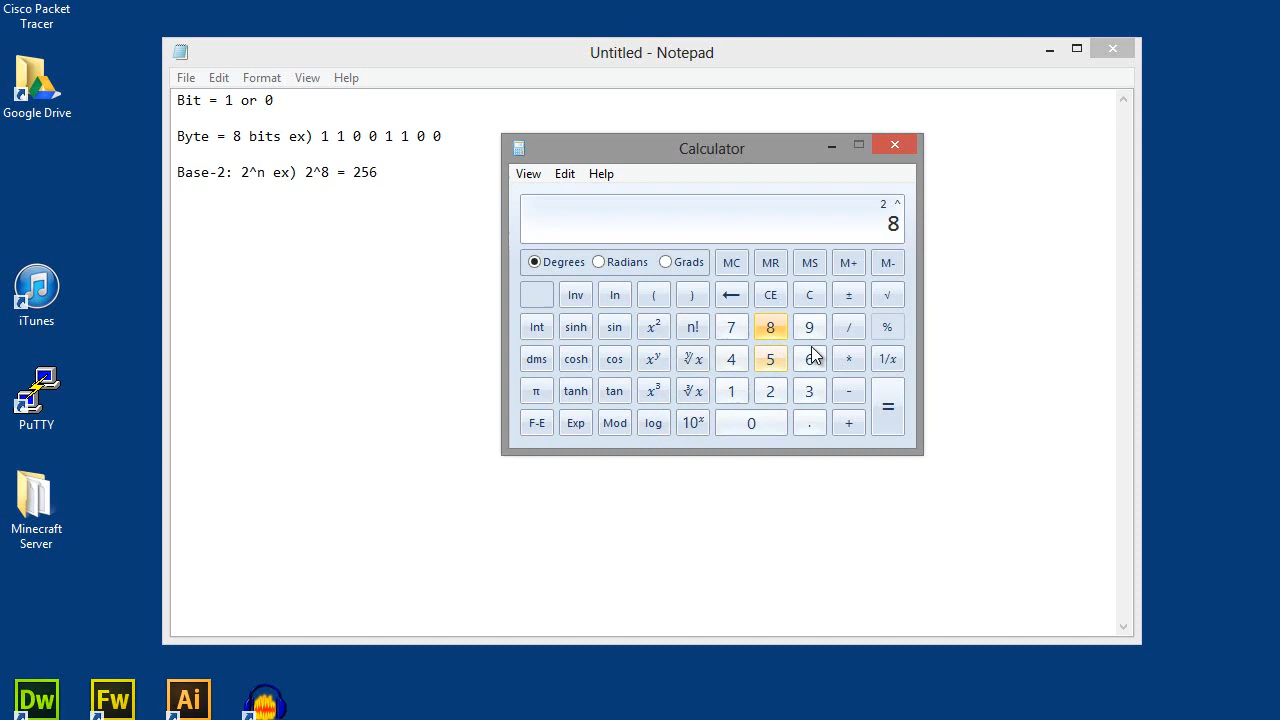 Cisco Packet
Tracer
Google Drive
iTunes
PuTTY
Minecraft
Server
Dw
Fw
Ai
Untitled - Notepad
File Edit Format View Help
Bit = 1 or 0
Byte = 8 bits ex) 1 1 0 0 1 1 0 0
Base-2: 2^n ex) 2^8 = 256
Calculator
View Edit Help
2 ^
8
Degrees Radians Grads MC MR MS M+ M-
Inv ln ( ) ← CE C ± √
Int sinh sin x² n! 7 8 9 / %
dms cosh cos xʸ ʸ√x 4 5 6 * 1/x
π tanh tan x³ ³√x 1 2 3 - =
F-E Exp Mod log 10ˣ 0 . +